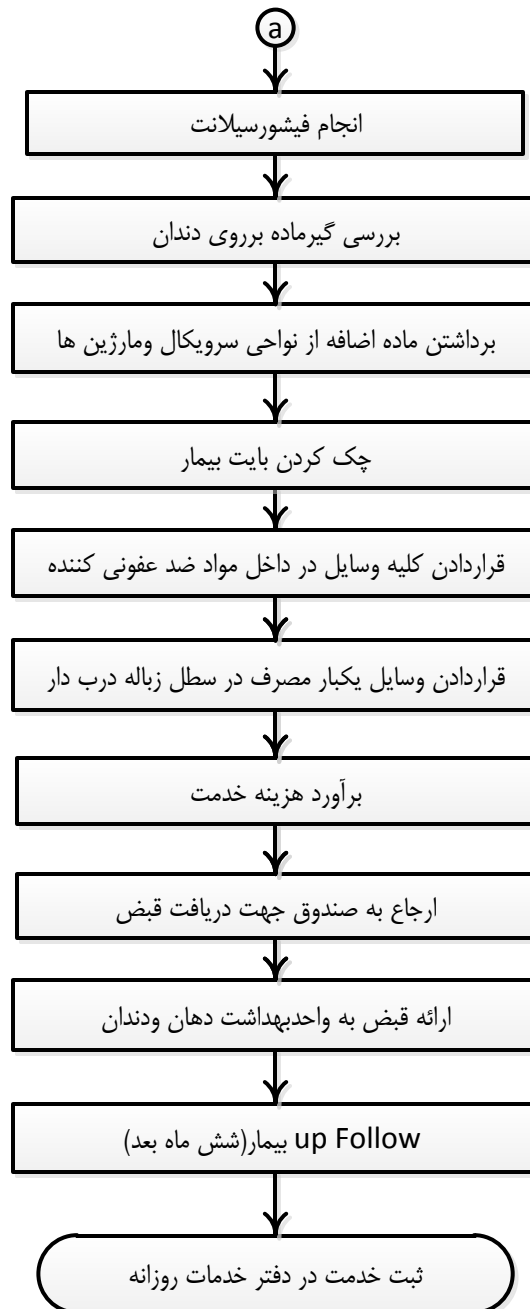 a
انجام فیشورسیلانت
بررسی گیرماده برروی دندان
برداشتن ماده اضافه از نواحی سرویکال ومارژین ها
چک کردن بایت بیمار
قراردادن کلیه وسایل در داخل مواد ضد عفونی کننده
قراردادن وسایل یکبار مصرف در سطل زباله درب دار
برآورد هزینه خدمت
ارجاع به صندوق جهت دریافت قبض
ارائه قبض به واحدبهداشت دهان ودندان
up Follow بیمار(شش ماه بعد)
ثبت خدمت در دفتر خدمات روزانه